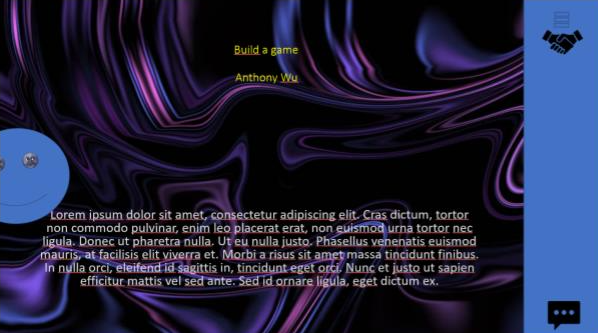 Build a game
Anthony Wu
Lorem ipsum dolor sit amet, consectetur adipiscing elit. Cras dictum, tortor
non commodo pulvinar, enim leo placerat erat, non euismod urna tortor nec
ligula. Donec ut pharetra nulla. Ut eu nulla justo. Phasellus venenatis euismod
mauris, at facilisis elit viverra et. Morbi a risus sit amet massa tincidunt finibus.
In nulla orci, eleifend id sagittis in, tincidunt eget orci. Nunc et justo ut sapien
efficitur mattis vel sed ante. Sed id ornare ligula, eget dictum ex.